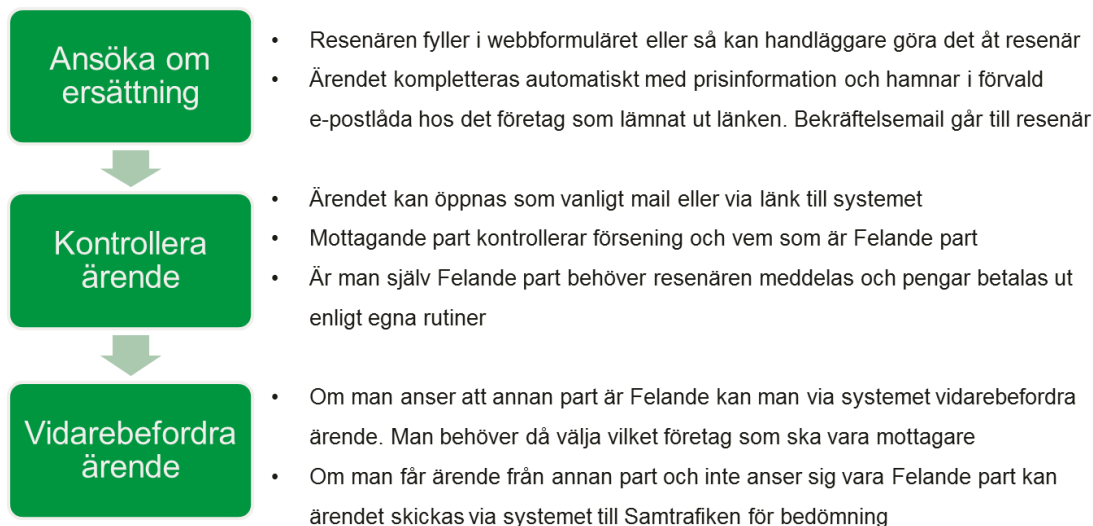 Ansöka om
ersättning
• Resenären fyller i webbformuläret eller så kan handläggare göra det åt resenär
• Ärendet kompletteras automatiskt med prisinformation och hamnar i förvald
e-postlåda hos det företag som lämnat ut länken. Bekräftelsemail går till resenär
Kontrollera
ärende
• Ärendet kan öppnas som vanligt mail eller via länk till systemet
• Mottagande part kontrollerar försening och vem som är Felande part
• Är man själv Felande part behöver resenären meddelas och pengar betalas ut
enligt egna rutiner
Vidarebefordra
ärende
• Om man anser att annan part är Felande kan man via systemet vidarebefordra
ärende. Man behöver då välja vilket företag som ska vara mottagare
• Om man får ärende från annan part och inte anser sig vara Felande part kan
ärendet skickas via systemet till Samtrafiken för bedömning